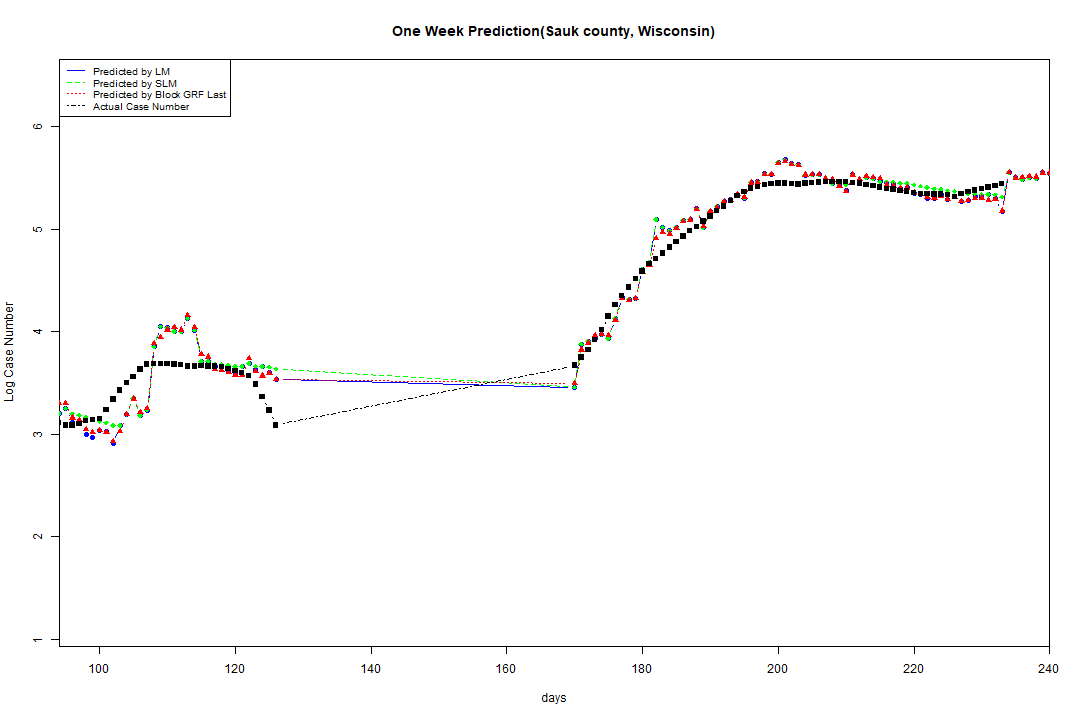 One Week Prediction(Sauk county, Wisconsin)
Predicted by LM
Predicted by SLM
Predicted by Block GRF Last
Actual Case Number
6
5
4
3
2
1
Log Case Number
100 120 140 160 180 200 220 240
days